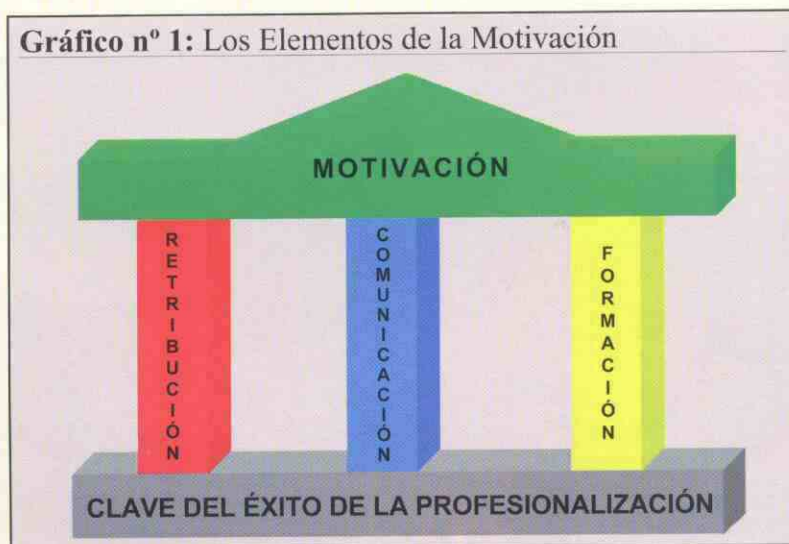 Gráfico nº 1: Los Elementos de la Motivación
MOTIVACIÓN
RETRIBUCIÓN
COMUNICACIÓN
FORMACIÓN
CLAVE DEL ÉXITO DE LA PROFESIONALIZACIÓN